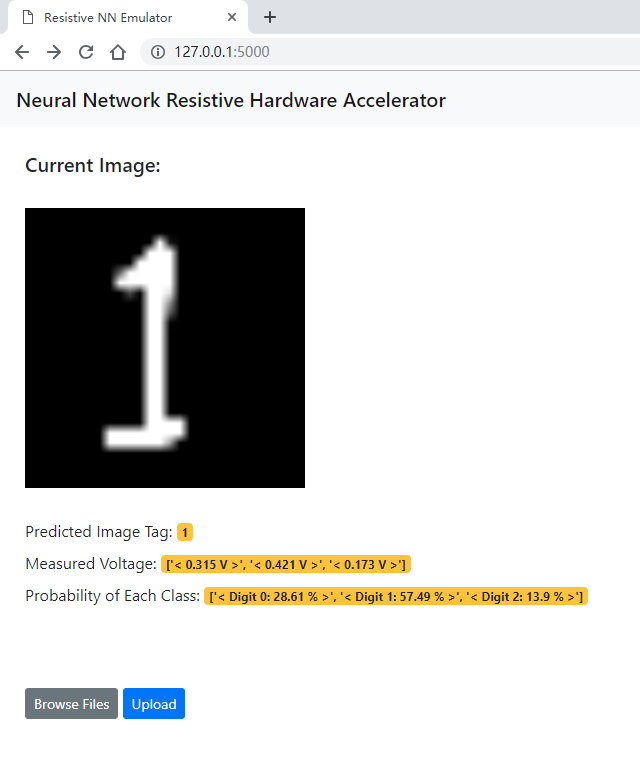 Resistive NN Emulator
127.0.0.1:5000
Neural Network Resistive Hardware Accelerator
Current Image:
1
Predicted Image Tag: 1
Measured Voltage: ['< 0.315 V >', '< 0.421 V >', '< 0.173 V >']
Probability of Each Class: ['< Digit 0: 28.61 % >', '< Digit 1: 57.49 % >', '< Digit 2: 13.9 % >']
Browse Files Upload